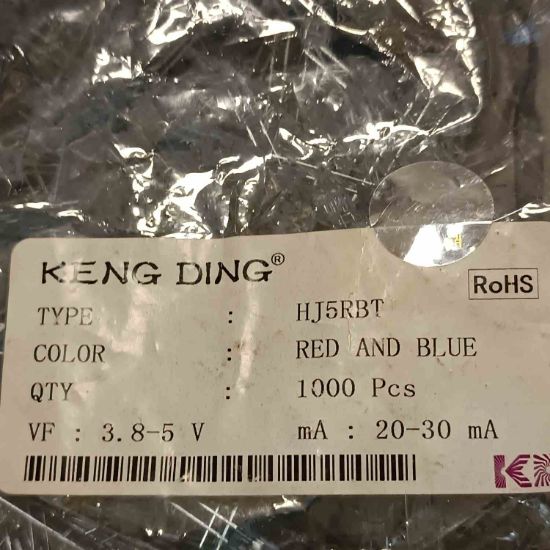 KENG DING®
RoHS
TYPE : HJ5RBT
COLOR : RED AND BLUE
QTY : 1000 Pcs
VF : 3.8-5 V mA : 20-30 mA